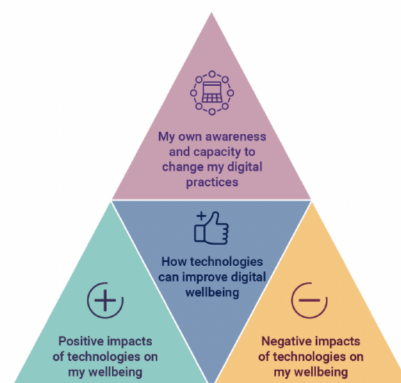 My own awareness
and capacity to
change my digital
practices
How technologies
can improve digital
wellbeing
Positive impacts
of technologies on
my wellbeing
Negative impacts
of technologies on
my wellbeing